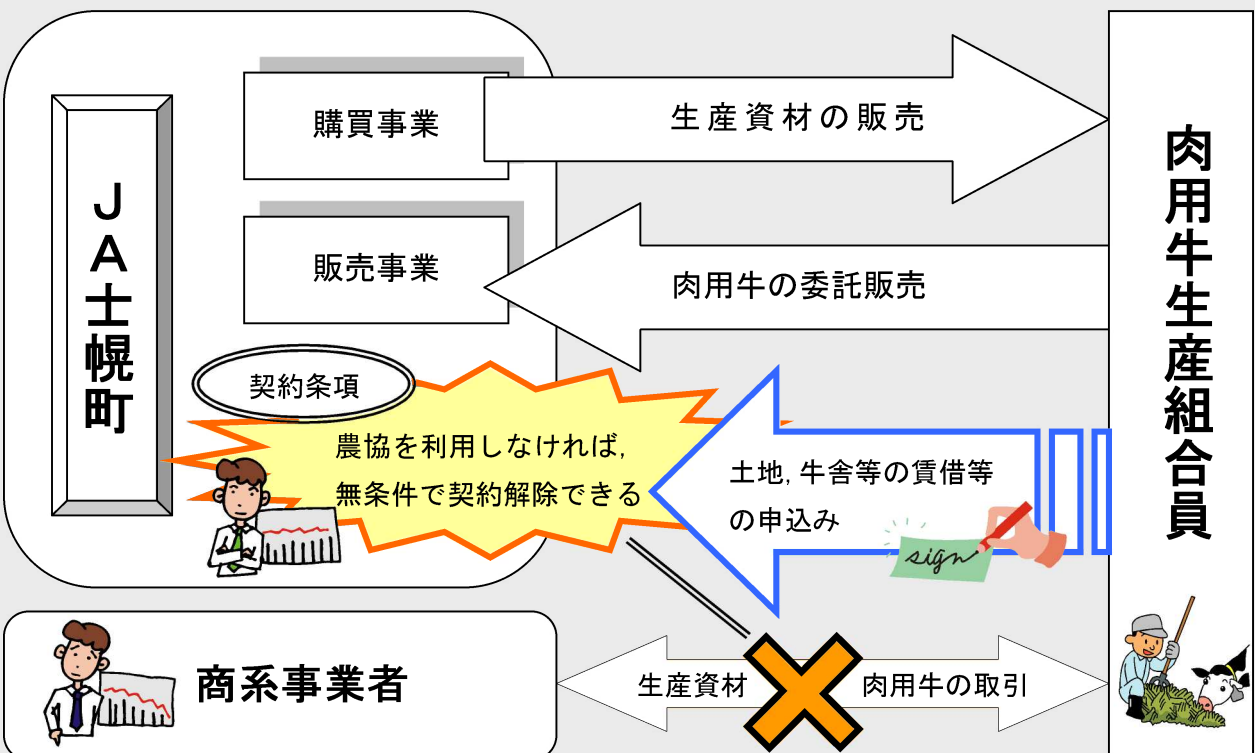 JA士幌町
購買事業
生産資材の販売
販売事業
肉用牛の委託販売
契約条項
農協を利用しなければ,
無条件で契約解除できる
土地, 牛舎等の賃借等
の申込み
sign
肉用牛生産組合員
商系事業者
生産資材
肉用牛の取引